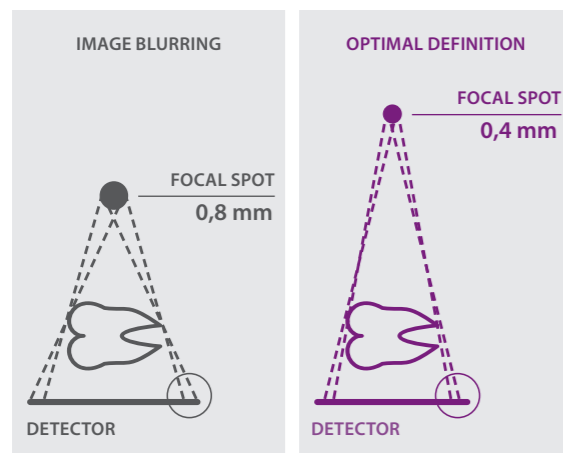 IMAGE BLURRING
FOCAL SPOT
0,8 mm
DETECTOR
OPTIMAL DEFINITION
FOCAL SPOT
0,4 mm
DETECTOR